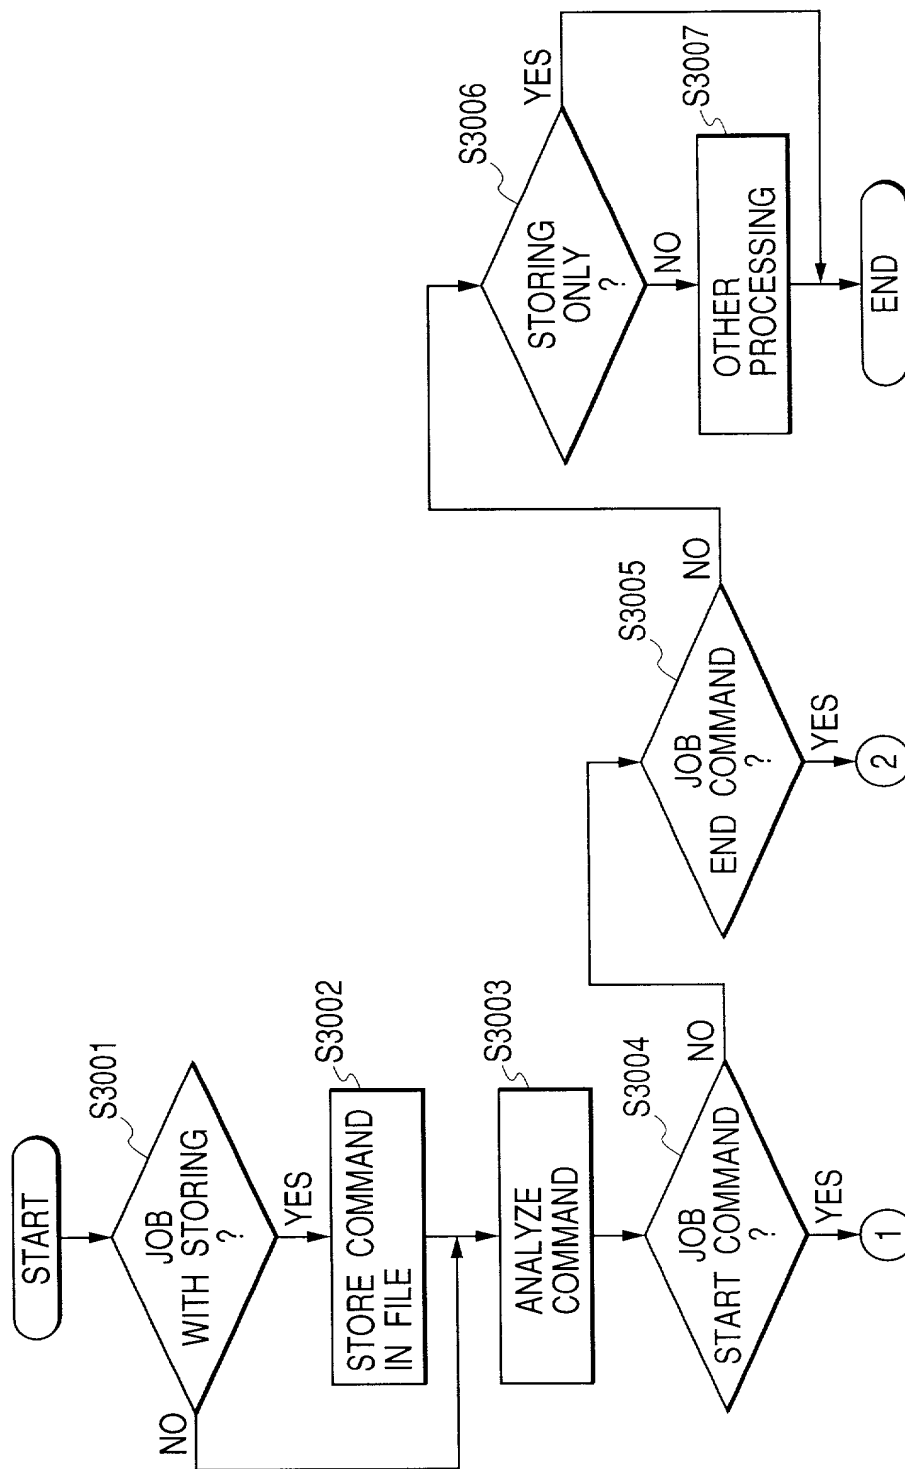 START
S3001
JOB
WITH STORING
?
NO
YES
S3002
STORE COMMAND
IN FILE
S3003
ANALYZE
COMMAND
S3004
JOB
START COMMAND
?
NO
YES
1
S3005
JOB
END COMMAND
?
NO
YES
2
S3006
STORING
ONLY
?
YES
NO
S3007
OTHER
PROCESSING
END